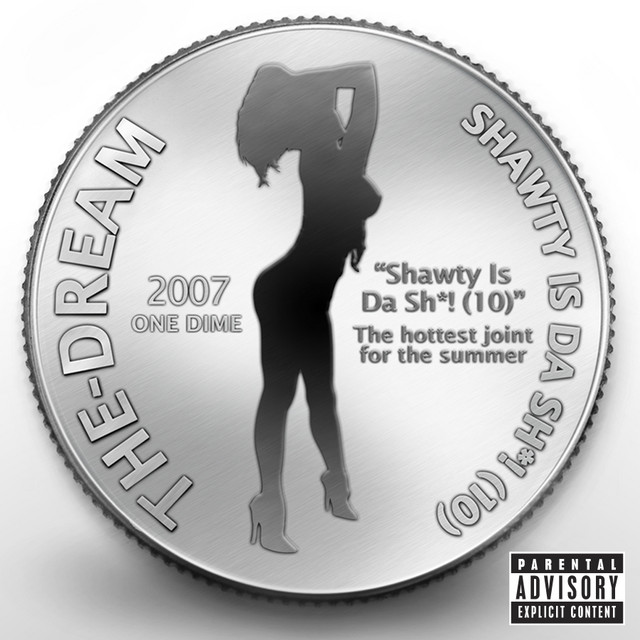 THE-DREAM
SHAWTY IS DA SH*! (10)
2007
ONE DIME
“Shawty Is
Da Sh*! (10)”
The hottest joint
for the summer
PARENTAL
ADVISORY
EXPLICIT CONTENT